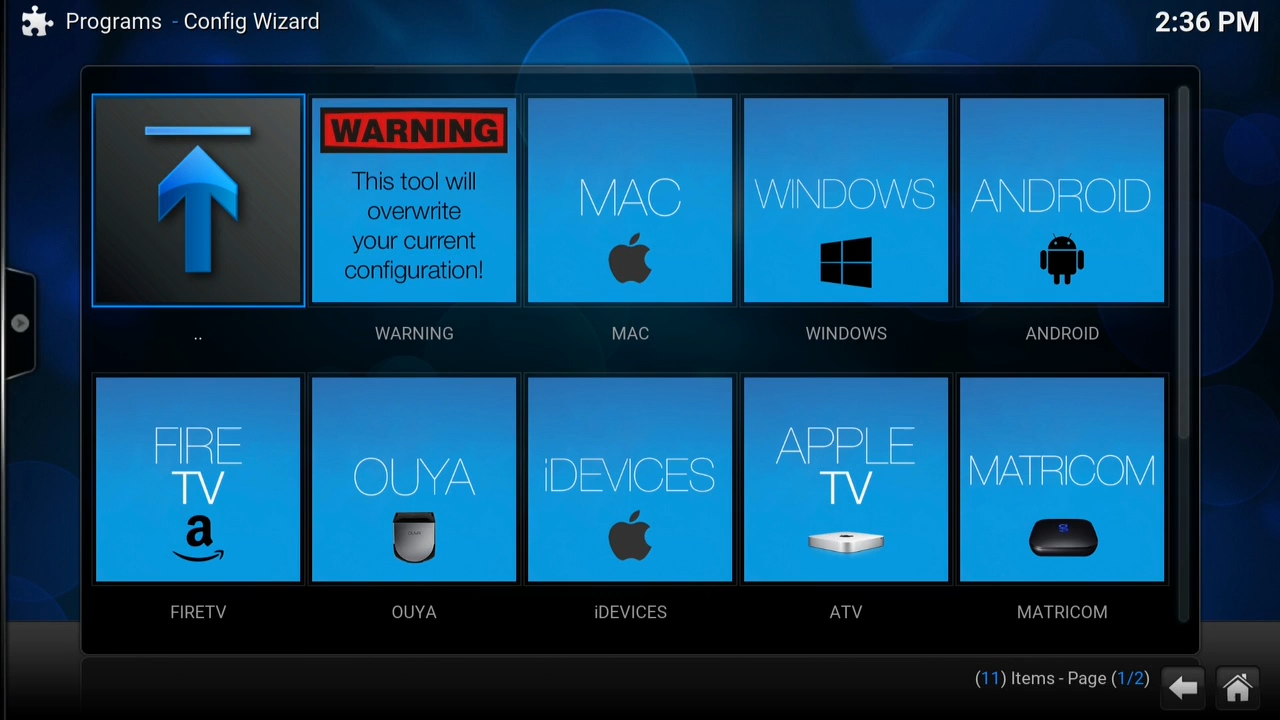 Programs - Config Wizard
2:36 PM
WARNING
This tool will
overwrite
your current
configuration!
MAC
WINDOWS
ANDROID
..
WARNING
MAC
WINDOWS
ANDROID
FIRE
TV
a
OUYA
iDEVICES
APPLE
TV
MATRICOM
FIRETV
OUYA
iDEVICES
ATV
MATRICOM
(11) Items - Page (1/2)